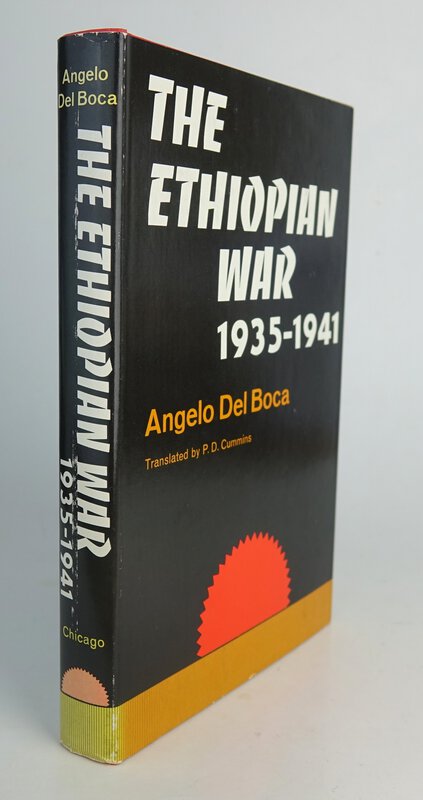 Angelo
Del Boca
THE ETHIOPIAN WAR
1935-1941
Chicago
THE
ETHIOPIAN
WAR
1935-1941
Angelo Del Boca
Translated by P. D. Cummins